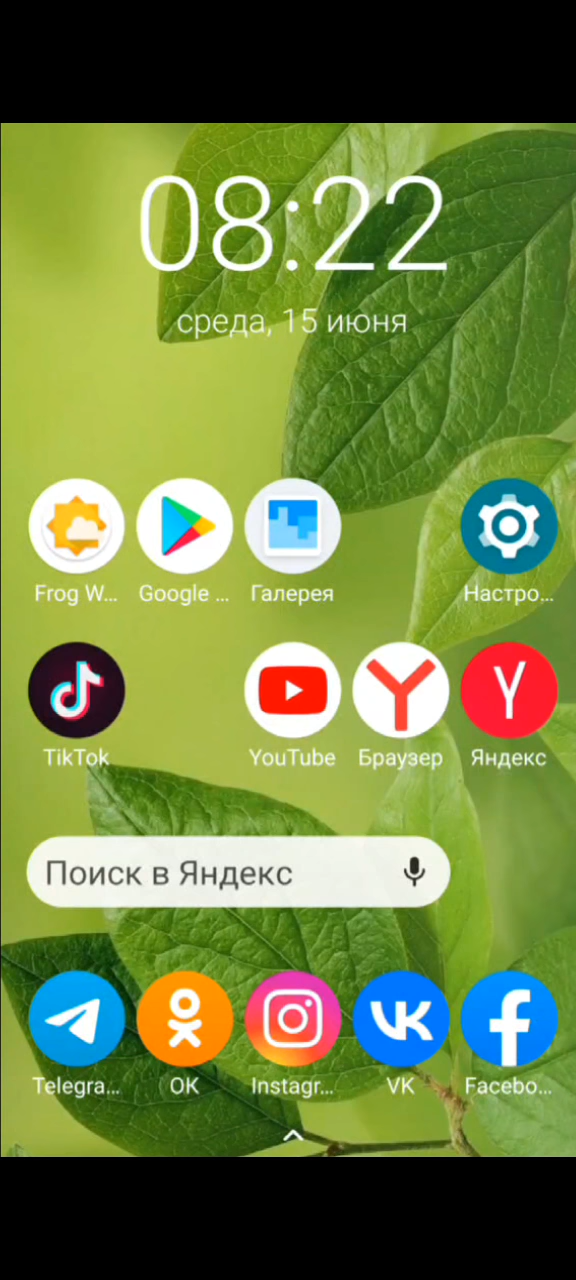 08:22
среда, 15 июня
Frog W... Google ... Галерея Настро...
TikTok YouTube Браузер Яндекс
Поиск в Яндекс
Telegra... ОК Instagr... VK Facebo...